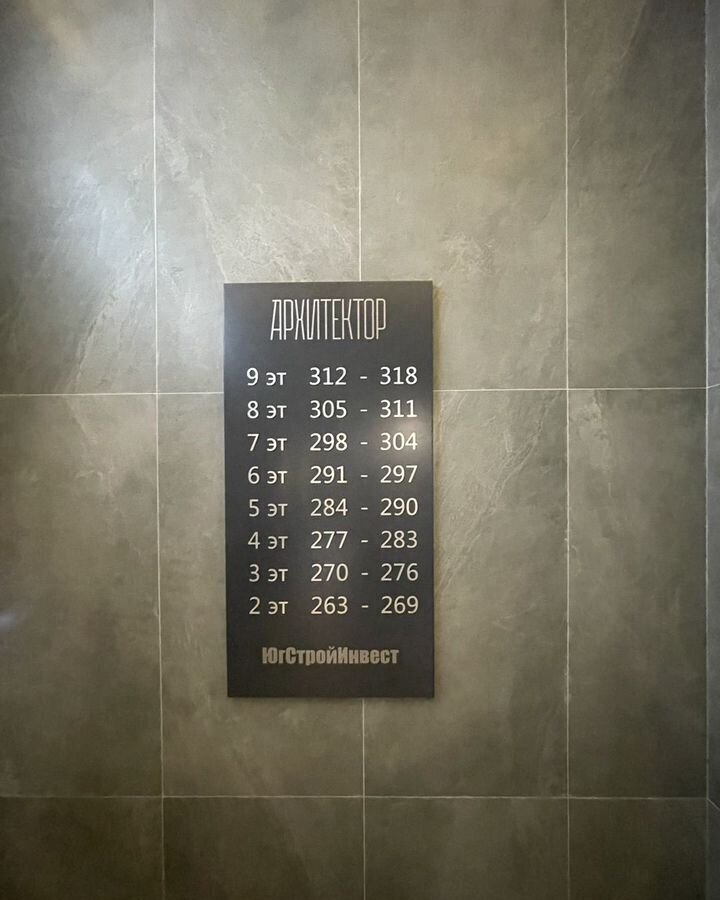 АРХИТЕКТОР
9 эт 312 - 318
8 эт 305 - 311
7 эт 298 - 304
6 эт 291 - 297
5 эт 284 - 290
4 эт 277 - 283
3 эт 270 - 276
2 эт 263 - 269
ЮгСтройИнвест